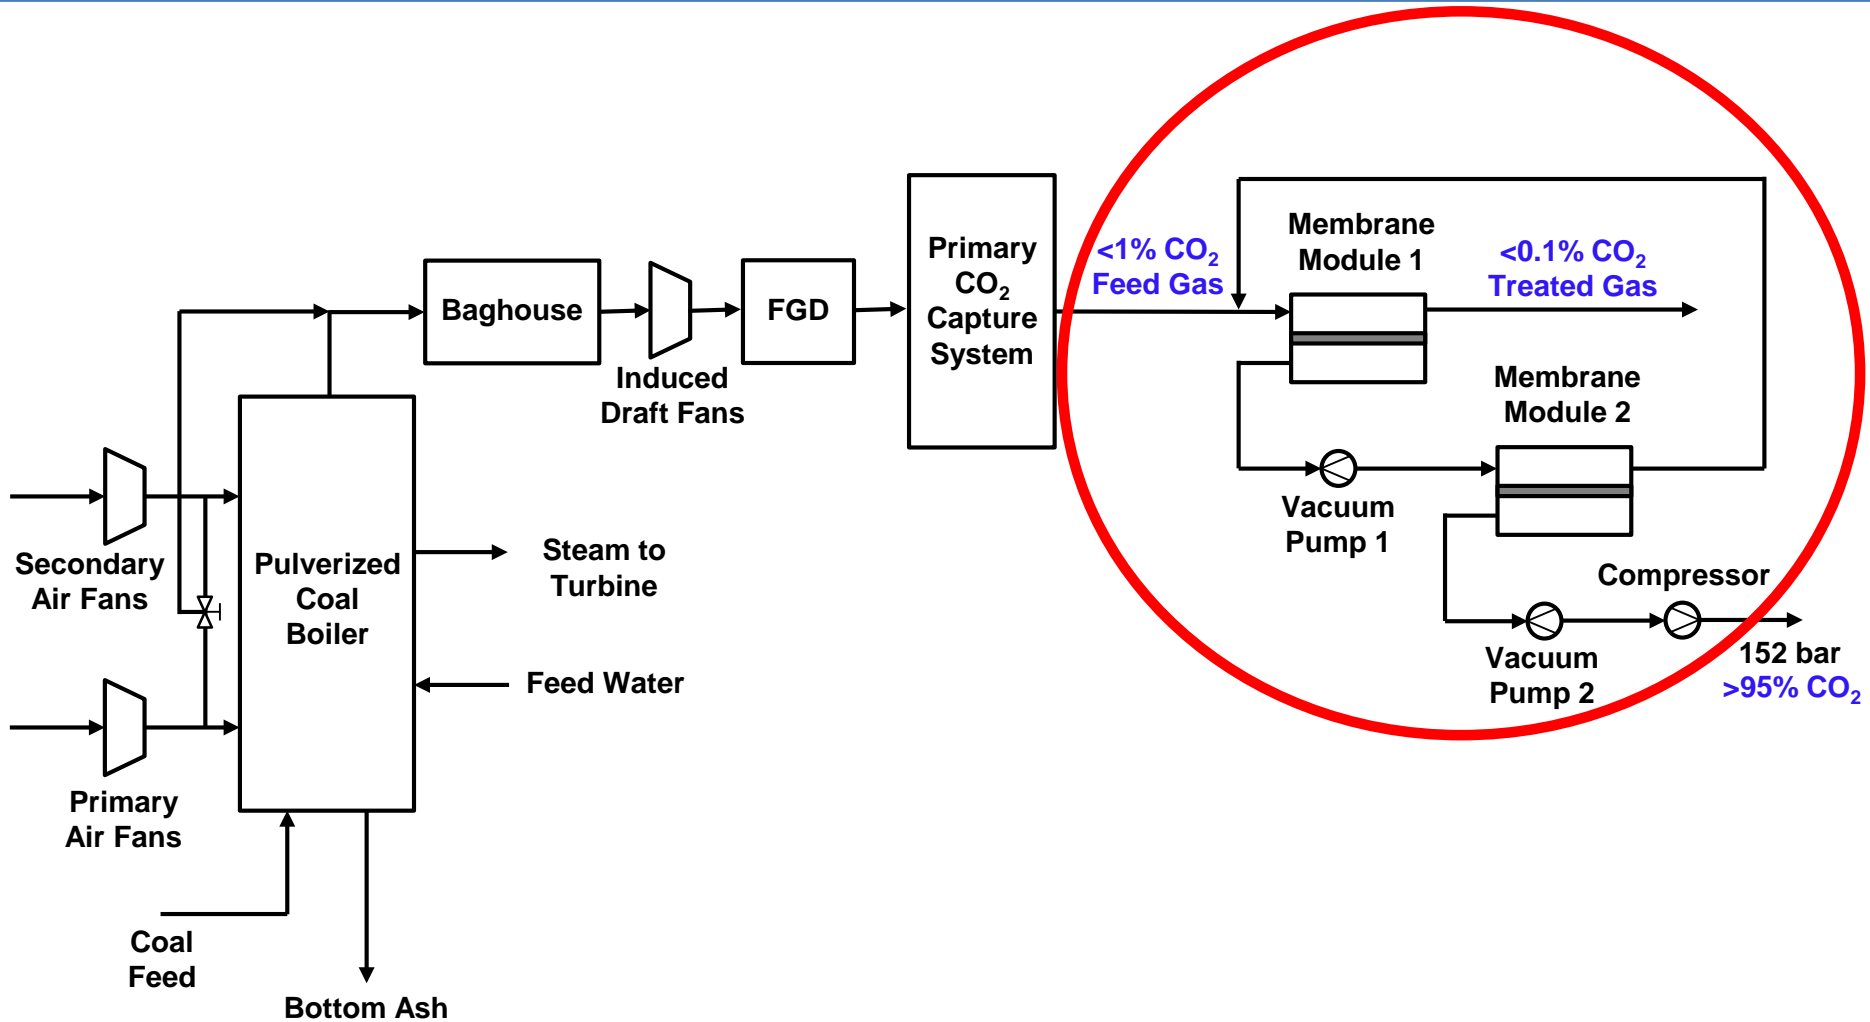 Membrane
Module 1
Primary
CO₂
Capture
System
<1% CO₂
Feed Gas
<0.1% CO₂
Treated Gas
Baghouse
FGD
Induced
Draft Fans
Membrane
Module 2
Vacuum
Pump 1
Secondary
Air Fans
Pulverized
Coal
Boiler
Steam to
Turbine
Compressor
Feed Water
Vacuum
Pump 2
152 bar
>95% CO₂
Primary
Air Fans
Coal
Feed
Bottom Ash